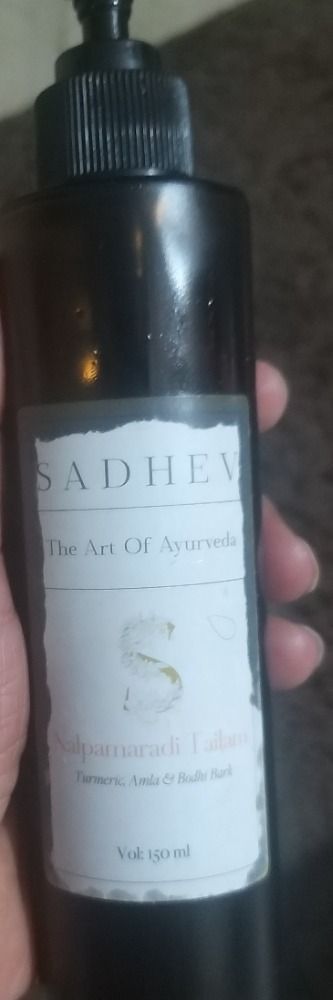 SADHEV
The Art Of Ayurveda
S
Nalpamaradi Tailam
Turmeric, Amla & Bodhi Bark
Vol: 150 ml